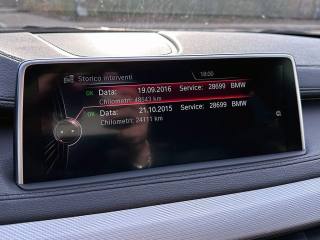 Storico interventi
18:00
OK Data: 19.09.2016 Service: 28699 BMW
Chilometri: 48543 km
OK Data: 21.10.2015 Service: 28699 BMW
Chilometri: 24111 km